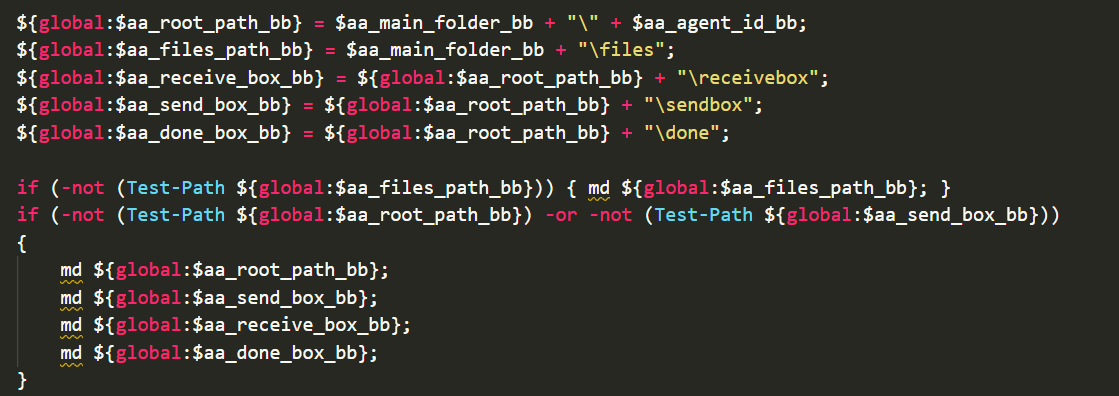 ${global:$aa_root_path_bb} = $aa_main_folder_bb + "\" + $aa_agent_id_bb;
${global:$aa_files_path_bb} = $aa_main_folder_bb + "\files";
${global:$aa_receive_box_bb} = ${global:$aa_root_path_bb} + "\receivebox";
${global:$aa_send_box_bb} = ${global:$aa_root_path_bb} + "\sendbox";
${global:$aa_done_box_bb} = ${global:$aa_root_path_bb} + "\done";
if (-not (Test-Path ${global:$aa_files_path_bb})) { md ${global:$aa_files_path_bb}; }
if (-not (Test-Path ${global:$aa_root_path_bb}) -or -not (Test-Path ${global:$aa_send_box_bb}))
{
    md ${global:$aa_root_path_bb};
    md ${global:$aa_send_box_bb};
    md ${global:$aa_receive_box_bb};
    md ${global:$aa_done_box_bb};
}